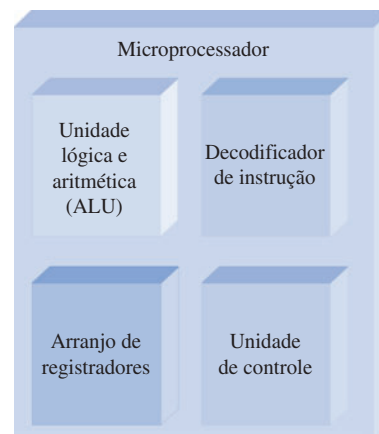 Microprocessador
Unidade
lógica e
aritmética
(ALU)
Decodificador
de instrução
Arranjo de
registradores
Unidade
de controle